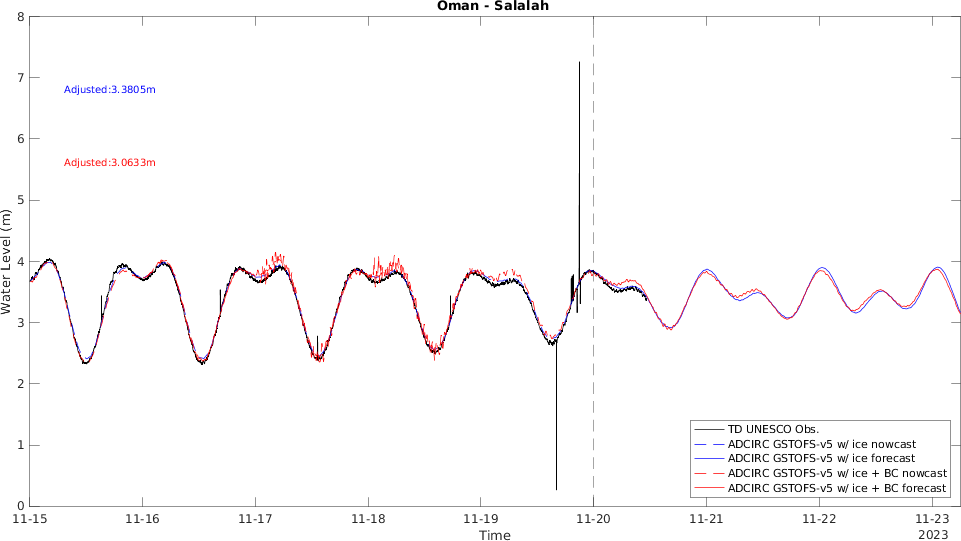 Oman - Salalah
8
7
6
5
4
3
2
1
0
Water Level (m)
Adjusted:3.3805m
Adjusted:3.0633m
TD UNESCO Obs.
ADCIRC GSTOFS-v5 w/ ice nowcast
ADCIRC GSTOFS-v5 w/ ice forecast
ADCIRC GSTOFS-v5 w/ ice + BC nowcast
ADCIRC GSTOFS-v5 w/ ice + BC forecast
11-15 11-16 11-17 11-18 11-19 11-20 11-21 11-22 11-23
Time
2023